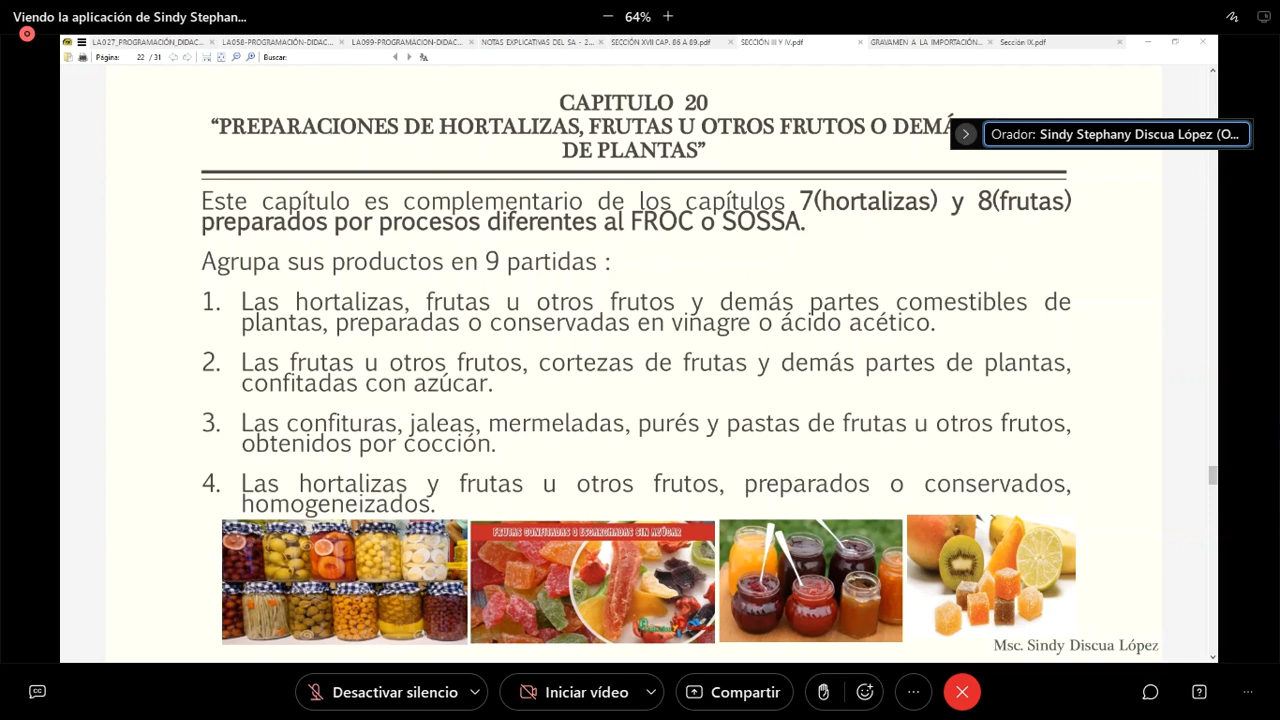 Viendo la aplicación de Sindy Stephan...
64%
LA027_PROGRAMACIÓN_DIDAC...
LA058-PROGRAMACIÓN-DIDAC...
LA099-PROGRAMACION-DIDAC...
NOTAS EXPLICATIVAS DEL SA - 2...
SECCIÓN XVII CAP. 86 A 89.pdf
SECCIÓN III Y IV.pdf
GRAVAMEN A LA IMPORTACIÓN...
Sección IX.pdf
Página: 22 / 31 Buscar:
CAPITULO 20
“PREPARACIONES DE HORTALIZAS, FRUTAS U OTROS FRUTOS O DEMÁ
DE PLANTAS”
Orador: Sindy Stephany Discua López (O...
Este capítulo es complementario de los capítulos 7(hortalizas) y 8(frutas)
preparados por procesos diferentes al FROC o SOSSA.
Agrupa sus productos en 9 partidas :
1. Las hortalizas, frutas u otros frutos y demás partes comestibles de
plantas, preparadas o conservadas en vinagre o ácido acético.
2. Las frutas u otros frutos, cortezas de frutas y demás partes de plantas,
confitadas con azúcar.
3. Las confituras, jaleas, mermeladas, purés y pastas de frutas u otros frutos,
obtenidos por cocción.
4. Las hortalizas y frutas u otros frutos, preparados o conservados,
homogeneizados.
FRUTAS CONFITADAS O ESCARCHADAS SIN AZÚCAR
Msc. Sindy Discua López
Desactivar silencio
Iniciar vídeo
Compartir